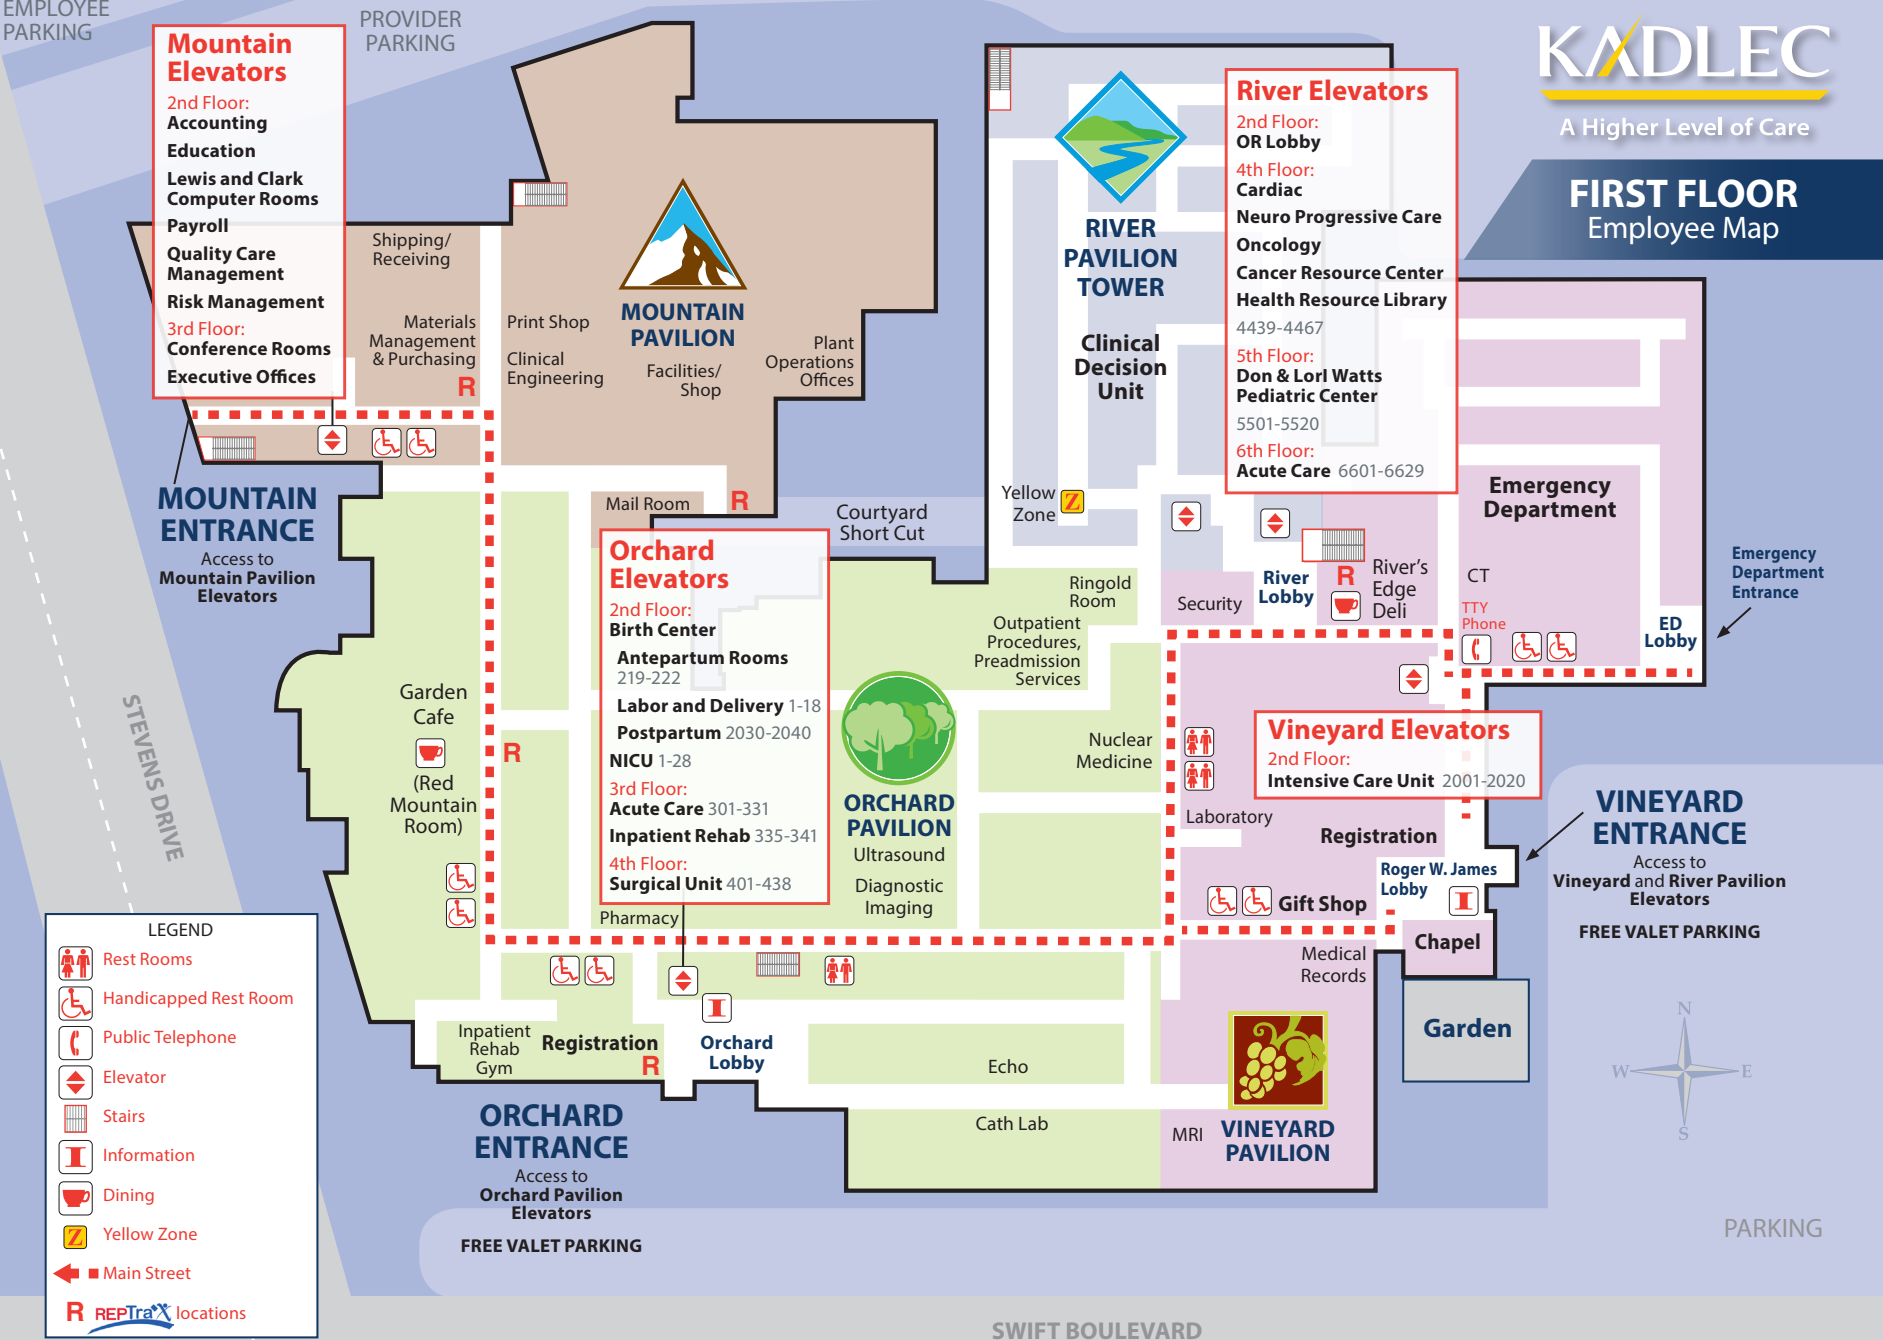 EMPLOYEE
PARKING
PROVIDER
PARKING
Mountain
Elevators
2nd Floor:
Accounting
Education
Lewis and Clark
Computer Rooms
Payroll
Quality Care
Management
Risk Management
3rd Floor:
Conference Rooms
Executive Offices
KADLEC
A Higher Level of Care
FIRST FLOOR
Employee Map
River Elevators
2nd Floor:
OR Lobby
4th Floor:
Cardiac
Neuro Progressive Care
Oncology
Cancer Resource Center
Health Resource Library
4439-4467
5th Floor:
Don & Lorl Watts
Pediatric Center
5501-5520
6th Floor:
Acute Care 6601-6629
Shipping/
Receiving
Materials
Management
& Purchasing
R
Print Shop
Clinical
Engineering
MOUNTAIN
PAVILION
Facilities/
Shop
Plant
Operations
Offices
RIVER
PAVILION
TOWER
Clinical
Decision
Unit
Yellow
Zone
Z
Emergency
Department
MOUNTAIN
ENTRANCE
Access to
Mountain Pavilion
Elevators
Mail Room
R
Courtyard
Short Cut
Orchard
Elevators
2nd Floor:
Birth Center
Antepartum Rooms
219-222
Labor and Delivery 1-18
Postpartum 2030-2040
NICU 1-28
3rd Floor:
Acute Care 301-331
Inpatient Rehab 335-341
4th Floor:
Surgical Unit 401-438
Ringold
Room
Outpatient
Procedures,
Preadmission
Services
Security
River
Lobby
R
River's
Edge
Deli
CT
TTY
Phone
ED
Lobby
Emergency
Department
Entrance
STEVENS DRIVE
Garden
Cafe
(Red
Mountain
Room)
R
ORCHARD
PAVILION
Ultrasound
Diagnostic
Imaging
Nuclear
Medicine
Vineyard Elevators
2nd Floor:
Intensive Care Unit 2001-2020
Laboratory
Registration
Roger W. James
Lobby
Gift Shop
I
Chapel
VINEYARD
ENTRANCE
Access to
Vineyard and River Pavilion
Elevators
FREE VALET PARKING
Pharmacy
Medical
Records
I
Inpatient
Rehab
Gym
Registration
R
Orchard
Lobby
Echo
Cath Lab
MRI
VINEYARD
PAVILION
Garden
N
W
E
S
ORCHARD
ENTRANCE
Access to
Orchard Pavilion
Elevators
FREE VALET PARKING
LEGEND
Rest Rooms
Handicapped Rest Room
Public Telephone
Elevator
Stairs
I Information
Dining
Z Yellow Zone
Main Street
R REPTraX locations
PARKING
SWIFT BOULEVARD